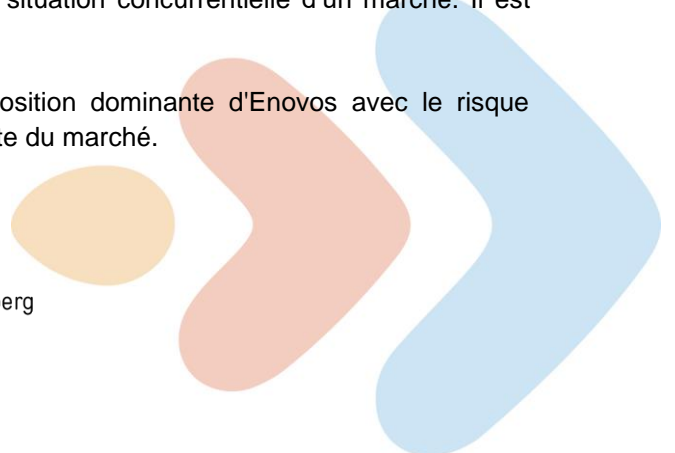 situation concurrentielle d'un marché. Il est
osition dominante d'Enovos avec le risque
te du marché.
erg